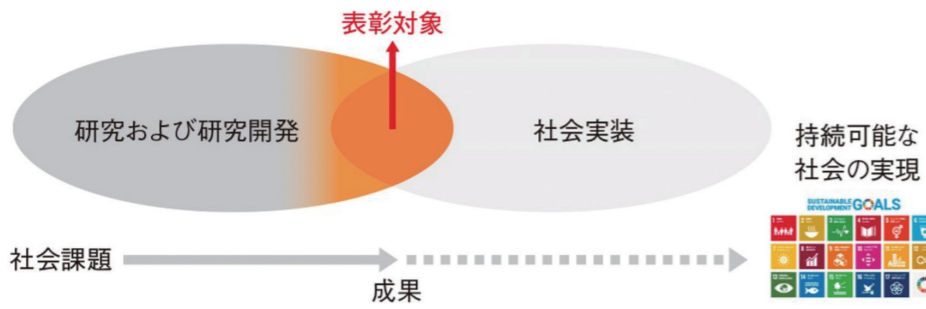 表彰対象
研究および研究開発
社会実装
持続可能な
社会の実現
SUSTAINABLE
DEVELOPMENT GOALS
社会課題
成果